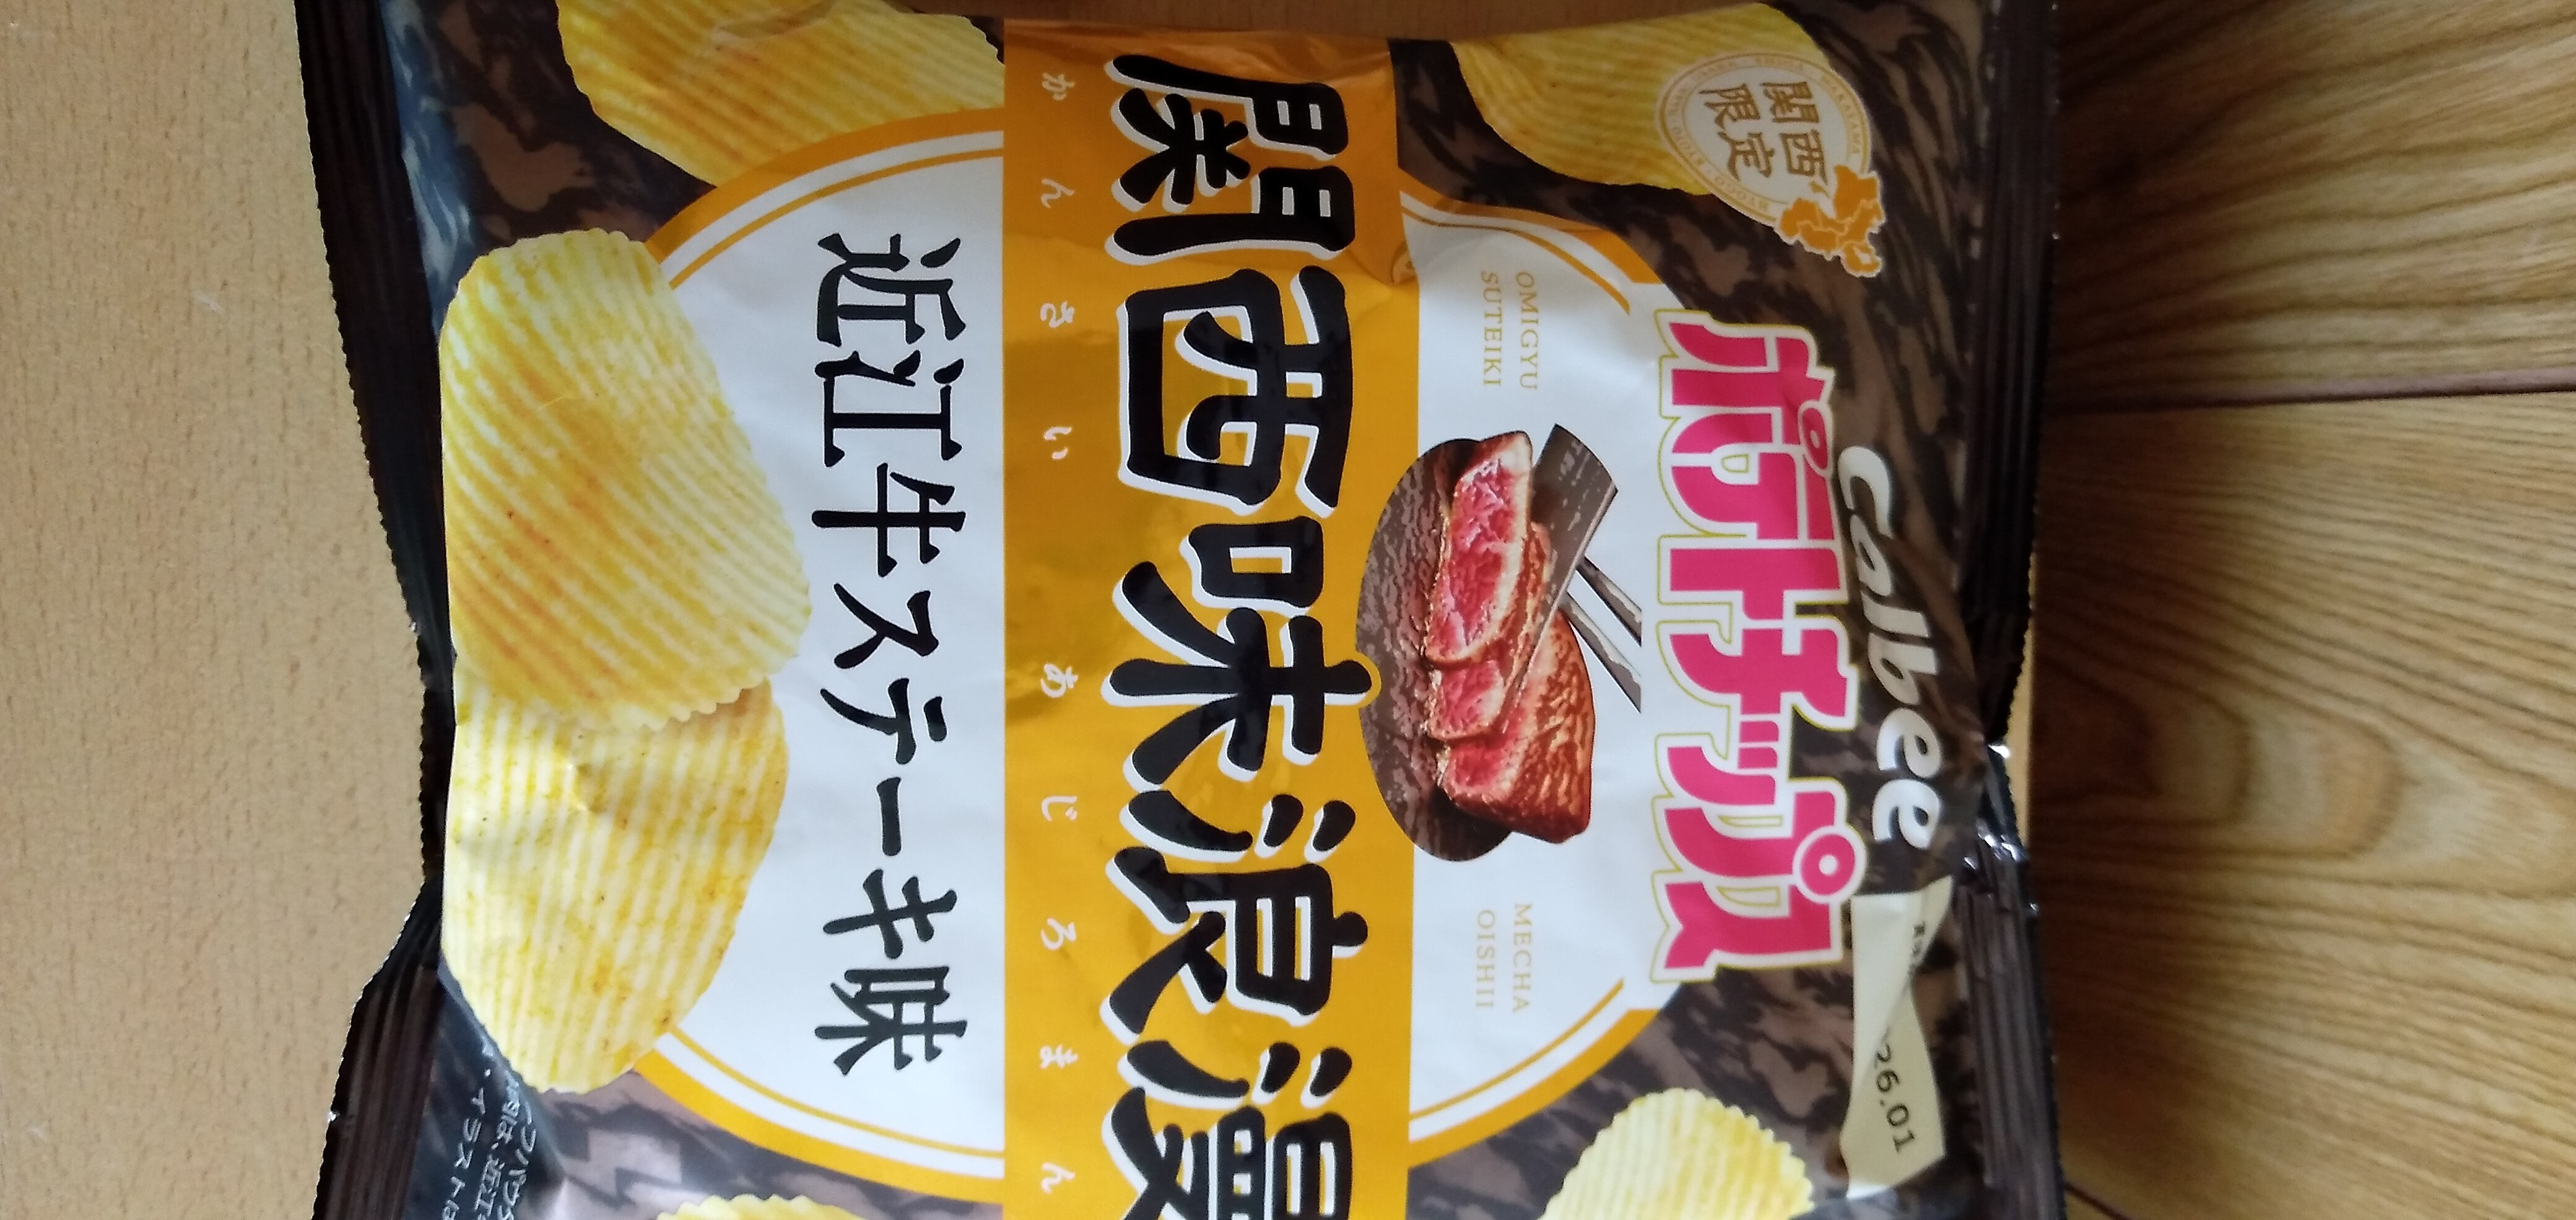 Calbee
ポテトチップス
関西
限定
26.01
OMIGYU
SUTEIKI
MECHA
OISHII
関西味浪漫
かんさいあじろまん
近江牛ステーキ味